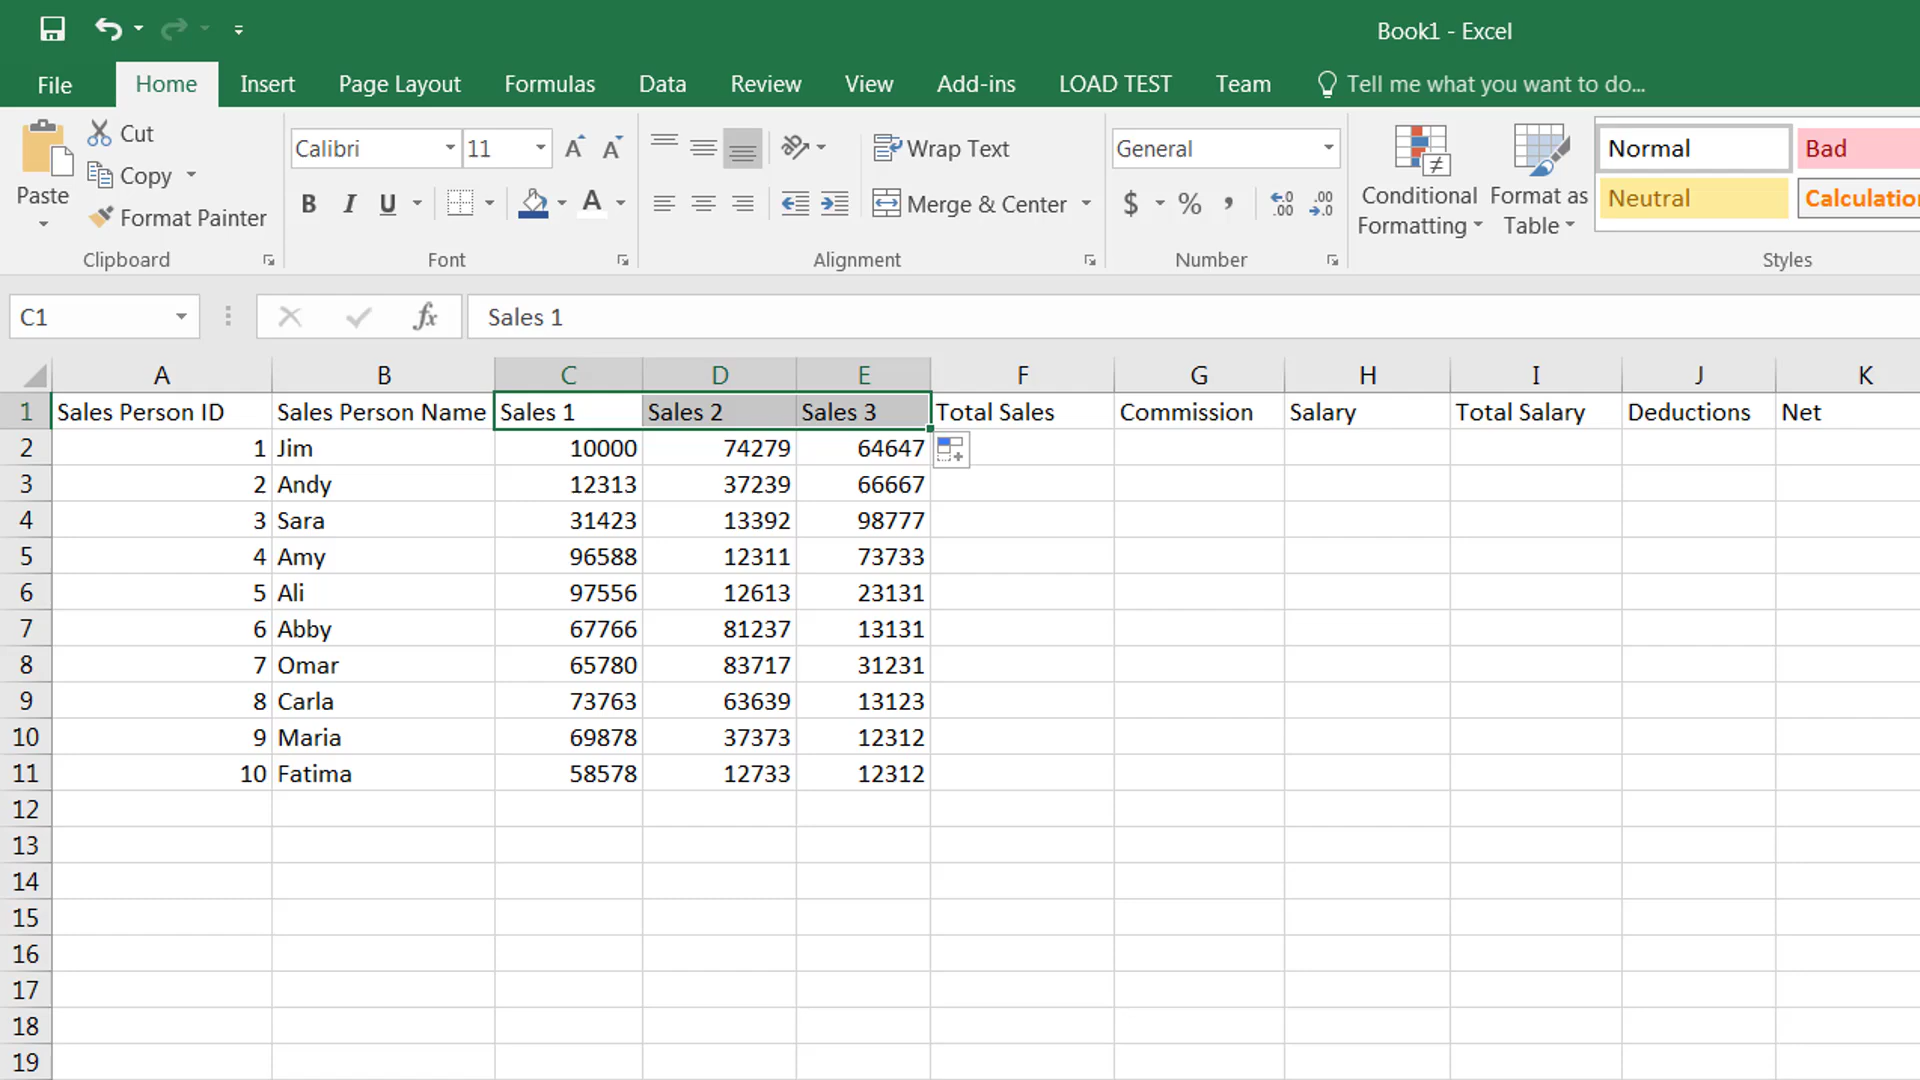 Book1 - Excel
File Home Insert Page Layout Formulas Data Review View Add-ins LOAD TEST Team Tell me what you want to do...
Paste
Cut
Copy
Format Painter
Clipboard
Calibri 11
B I U A
Font
Wrap Text
Merge & Center
Alignment
General
$ % , .00 .0
Number
Conditional Formatting
Format as Table
Normal Bad
Neutral Calculatio
Styles
C1 fx Sales 1
A B C D E F G H I J K
1 Sales Person ID Sales Person Name Sales 1 Sales 2 Sales 3 Total Sales Commission Salary Total Salary Deductions Net
2 1 Jim 10000 74279 64647
3 2 Andy 12313 37239 66667
4 3 Sara 31423 13392 98777
5 4 Amy 96588 12311 73733
6 5 Ali 97556 12613 23131
7 6 Abby 67766 81237 13131
8 7 Omar 65780 83717 31231
9 8 Carla 73763 63639 13123
10 9 Maria 69878 37373 12312
11 10 Fatima 58578 12733 12312
12
13
14
15
16
17
18
19